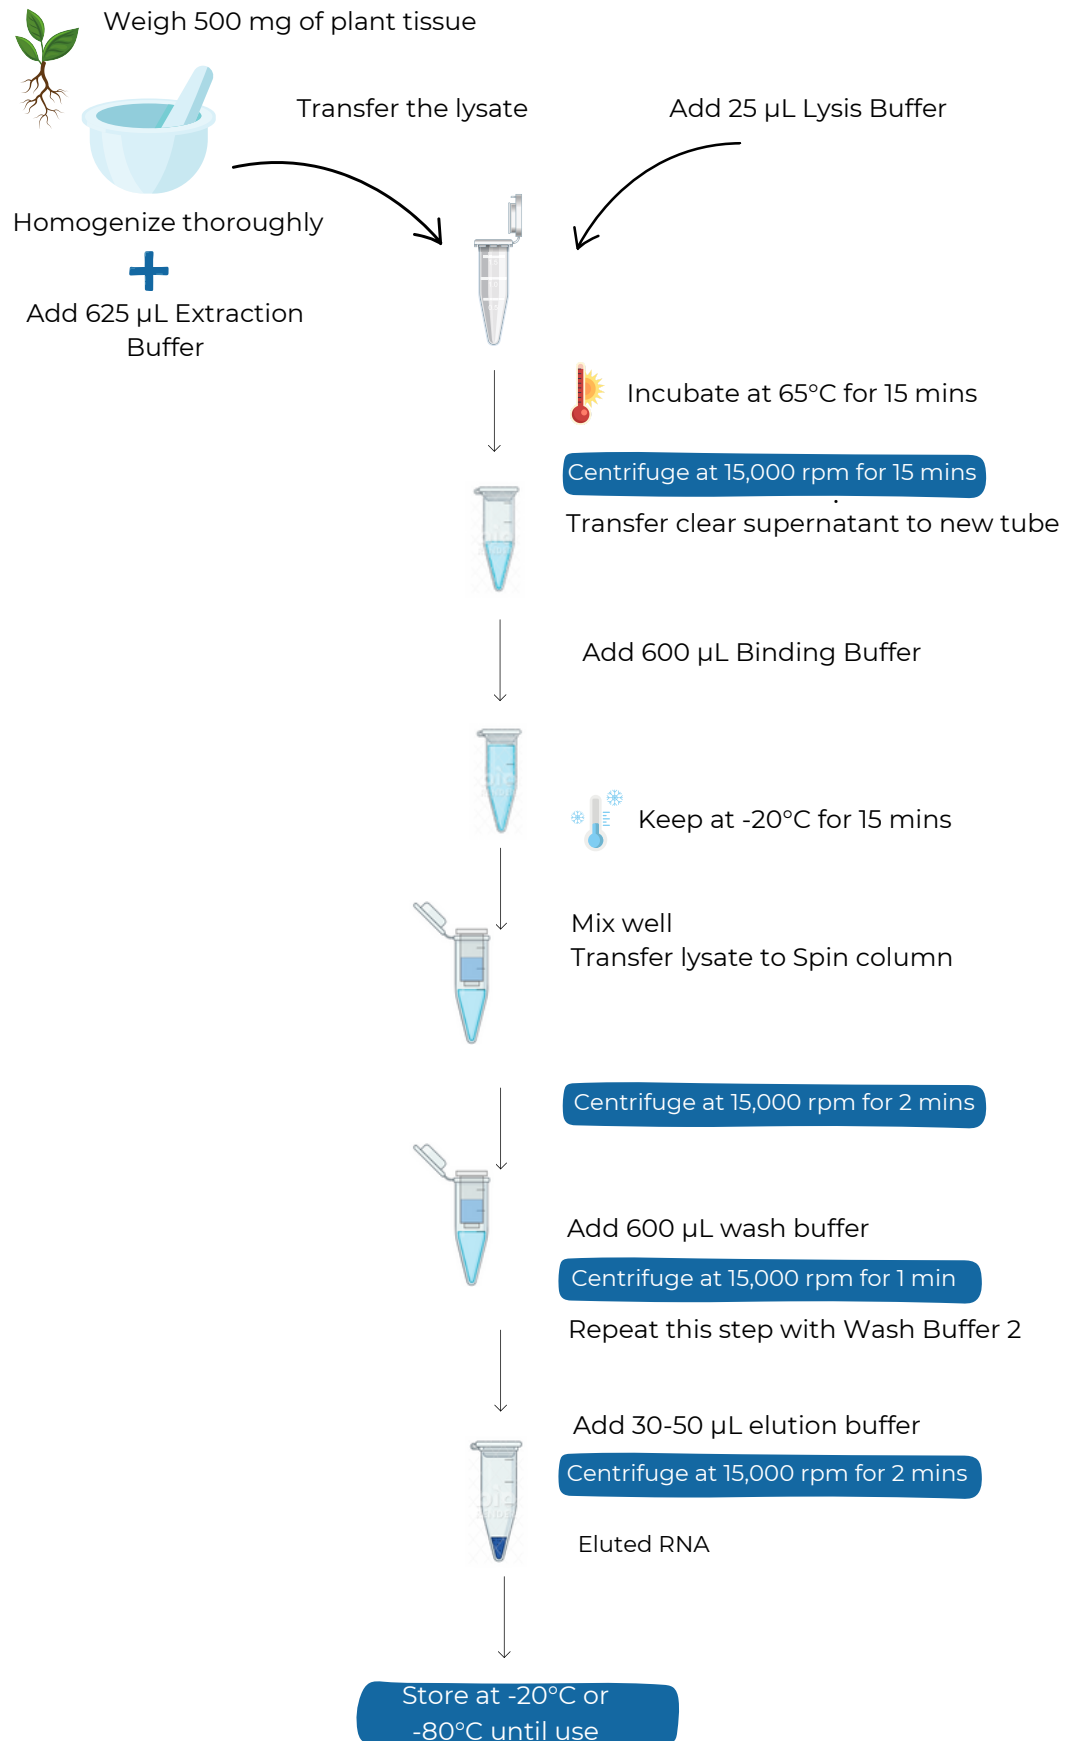 Weigh 500 mg of plant tissue
Transfer the lysate
Add 25 µL Lysis Buffer
Homogenize thoroughly
+
Add 625 µL Extraction
Buffer
Incubate at 65°C for 15 mins
Centrifuge at 15,000 rpm for 15 mins
.
Transfer clear supernatant to new tube
Add 600 µL Binding Buffer
Keep at -20°C for 15 mins
Mix well
Transfer lysate to Spin column
Centrifuge at 15,000 rpm for 2 mins
Add 600 µL wash buffer
Centrifuge at 15,000 rpm for 1 min
Repeat this step with Wash Buffer 2
Add 30-50 µL elution buffer
Centrifuge at 15,000 rpm for 2 mins
Eluted RNA
Store at -20°C or
-80°C until use